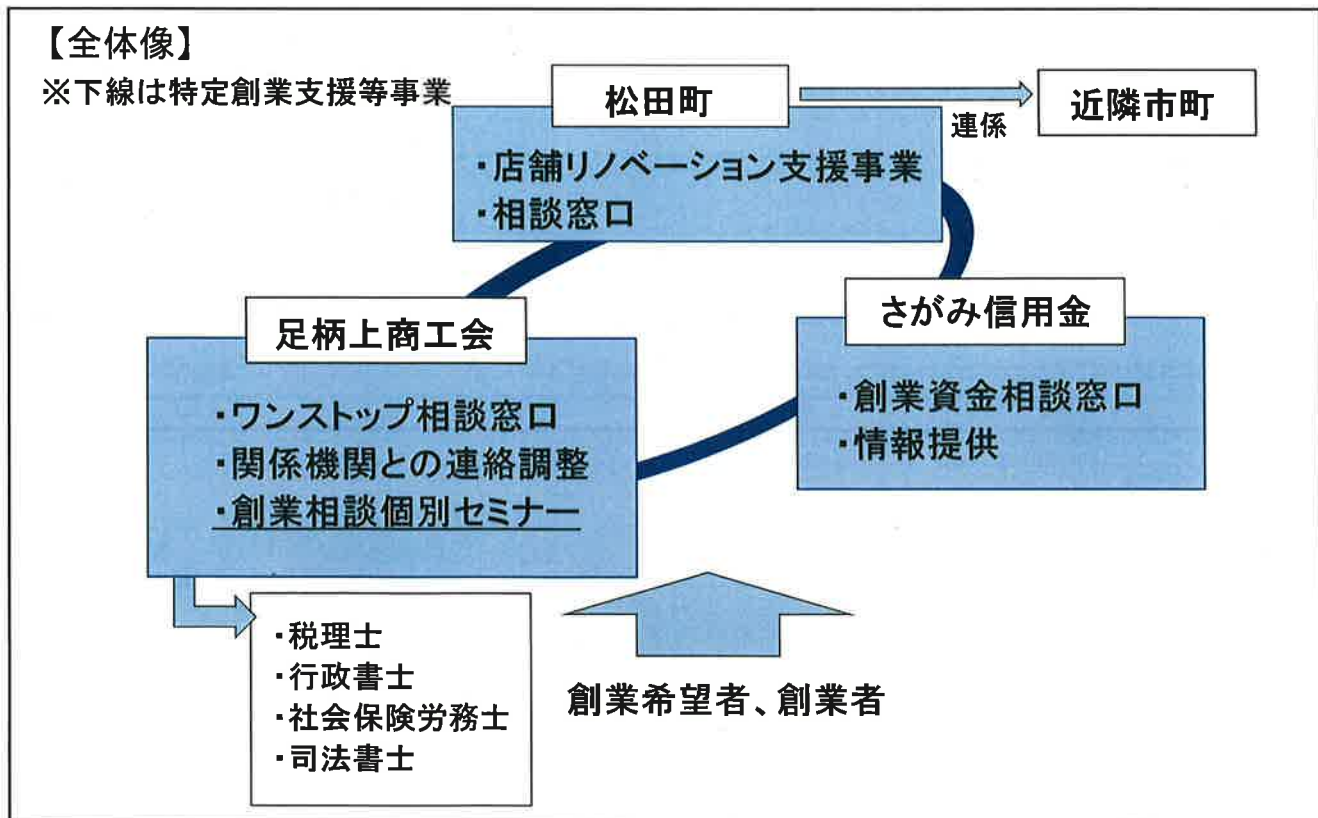 【全体像】
※下線は特定創業支援等事業
松田町
連係
近隣市町
・店舗リノベーション支援事業
・相談窓口
足柄上商工会
・ワンストップ相談窓口
・関係機関との連絡調整
・創業相談個別セミナー
さがみ信用金
・創業資金相談窓口
・情報提供
・税理士
・行政書士
・社会保険労務士
・司法書士
創業希望者、創業者